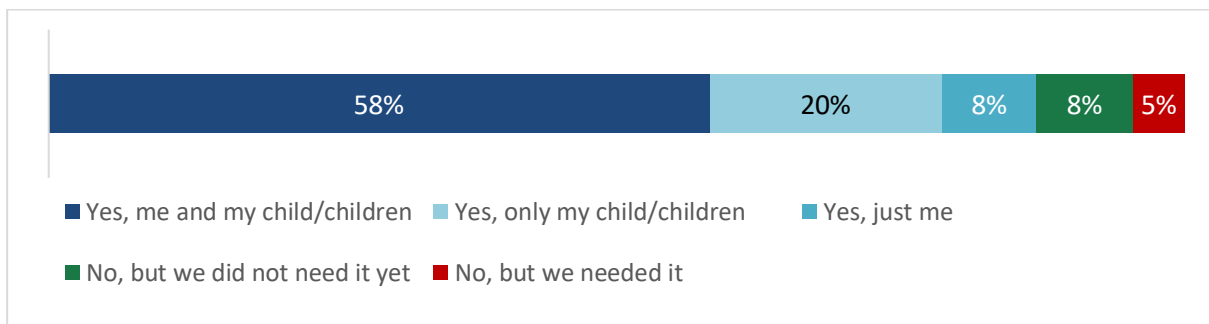 58% 20% 8% 8% 5%
Yes, me and my child/children Yes, only my child/children Yes, just me
No, but we did not need it yet No, but we needed it